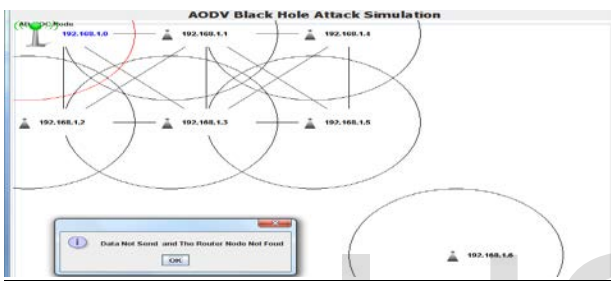 AODV Black Hole Attack Simulation
192.168.1.0
192.168.1.1
192.168.1.4
192.168.1.2
192.168.1.3
192.168.1.5
Data Not Send and The Router Node Not Foud
OK
192.168.1.6